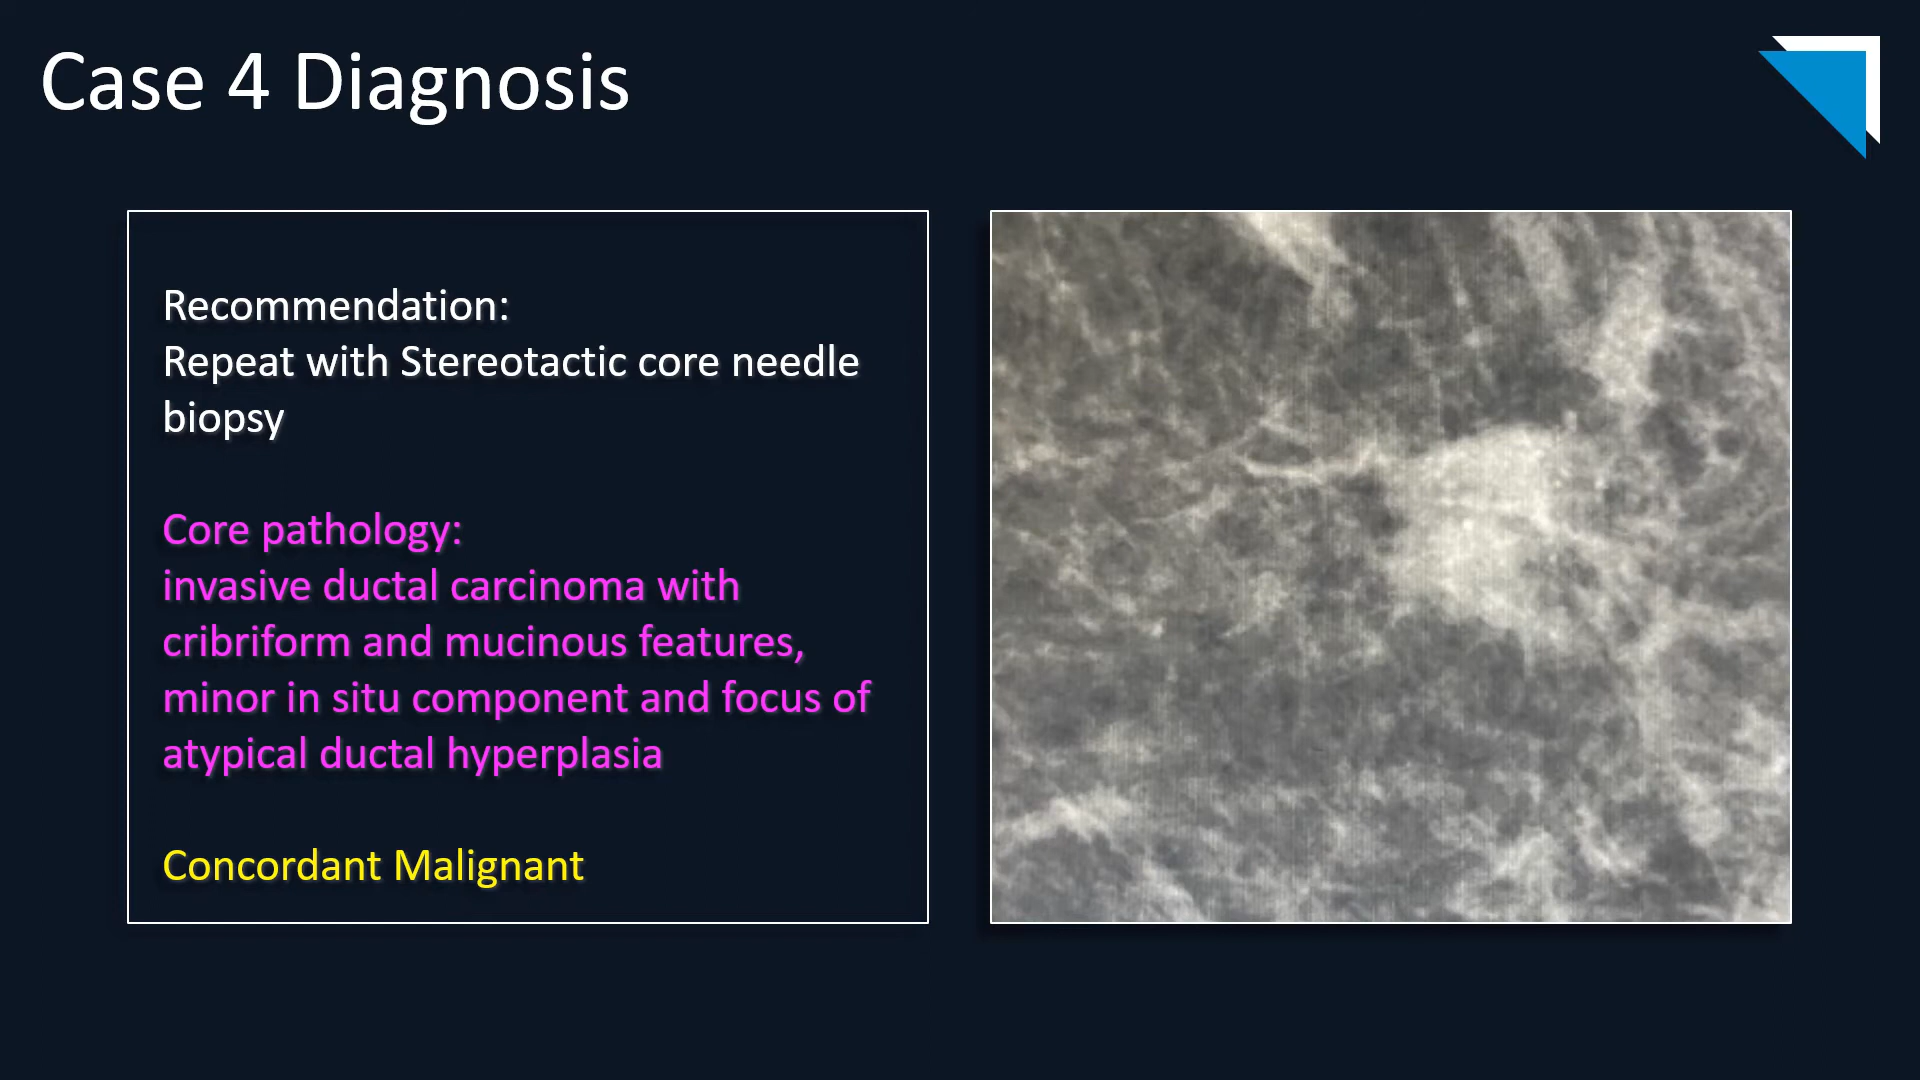 Case 4 Diagnosis
Recommendation:
Repeat with Stereotactic core needle
biopsy
Core pathology:
invasive ductal carcinoma with
cribriform and mucinous features,
minor in situ component and focus of
atypical ductal hyperplasia
Concordant Malignant